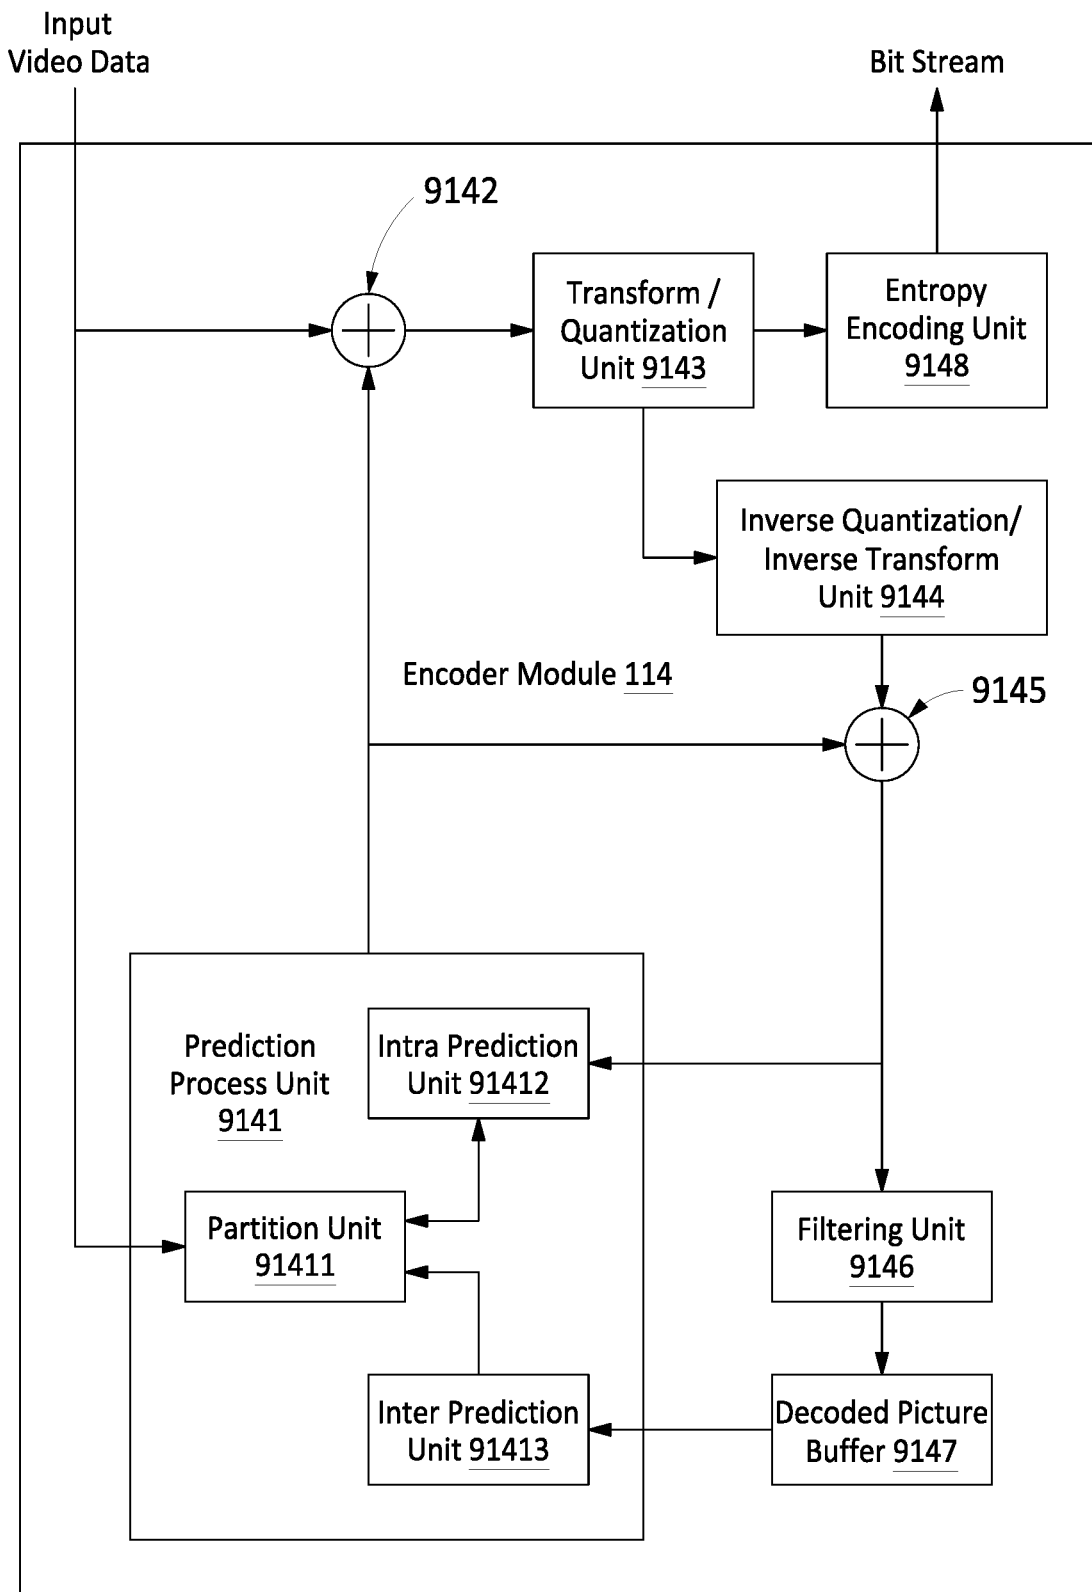 Input
Video Data
Bit Stream
9142
Transform /
Quantization
Unit 9143
Entropy
Encoding Unit
9148
Inverse Quantization/
Inverse Transform
Unit 9144
Encoder Module 114
9145
Prediction
Process Unit
9141
Intra Prediction
Unit 91412
Partition Unit
91411
Filtering Unit
9146
Inter Prediction
Unit 91413
Decoded Picture
Buffer 9147